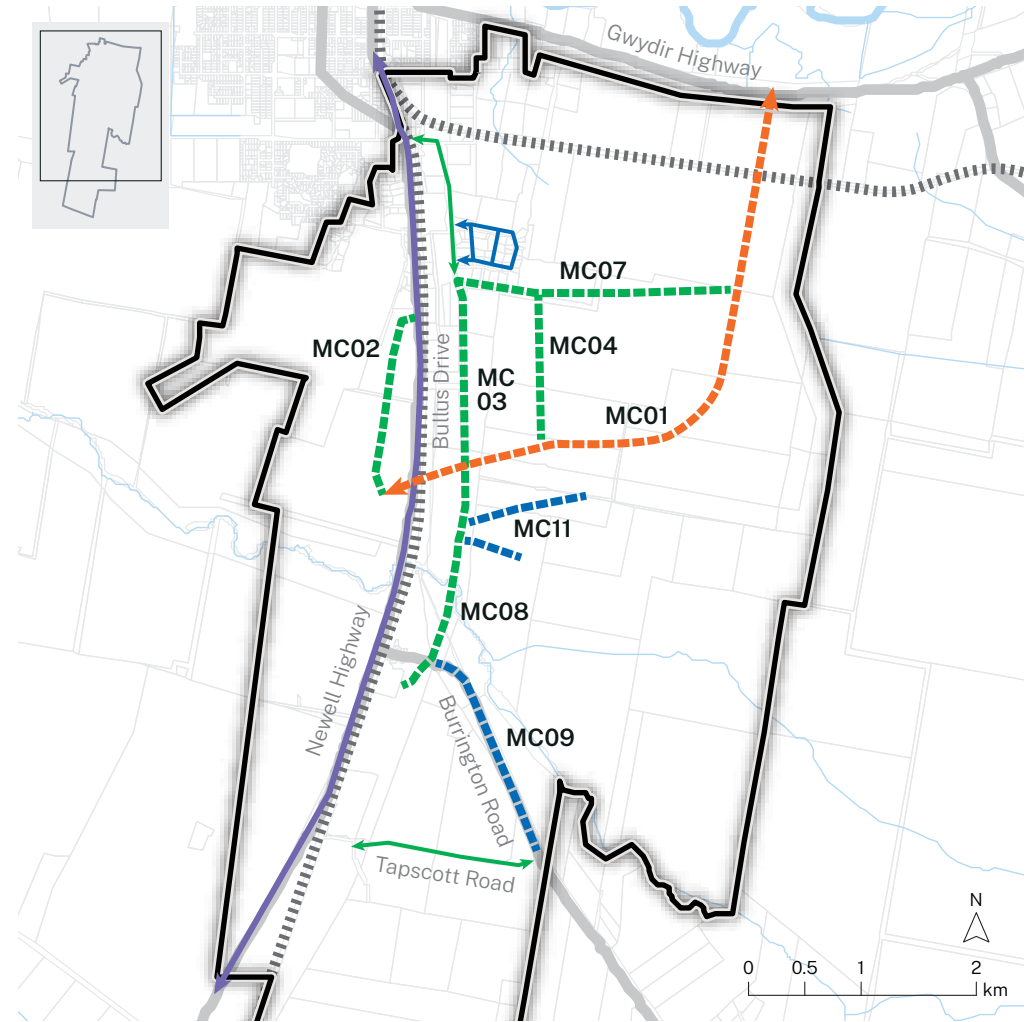 Gwydir Highway
MC07
MC02
MC04
Bullus Drive
MC
03
MC01
MC11
MC08
Newell Highway
MC09
Burrington Road
Tapscott Road
N
0 0.5 1 2
km